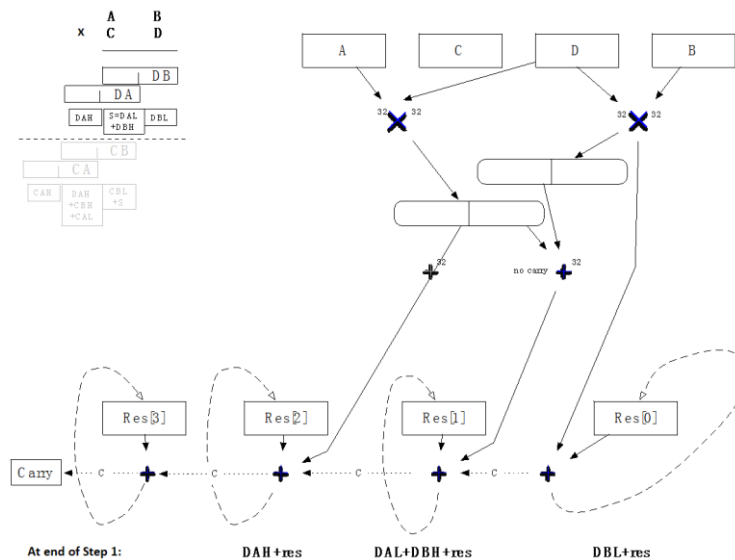 A B
x C D
DB
DA
DAH S=DAL +DBH DBL
CB
CA
CAH DAH +CBH +CAL CBL +S
A C D B
32 32 32 32
32 no carry 32
Res[3] Res[2] Res[1] Res[0]
Carry C C C C
At end of Step 1: DAH+res DAL+DBH+res DBL+res